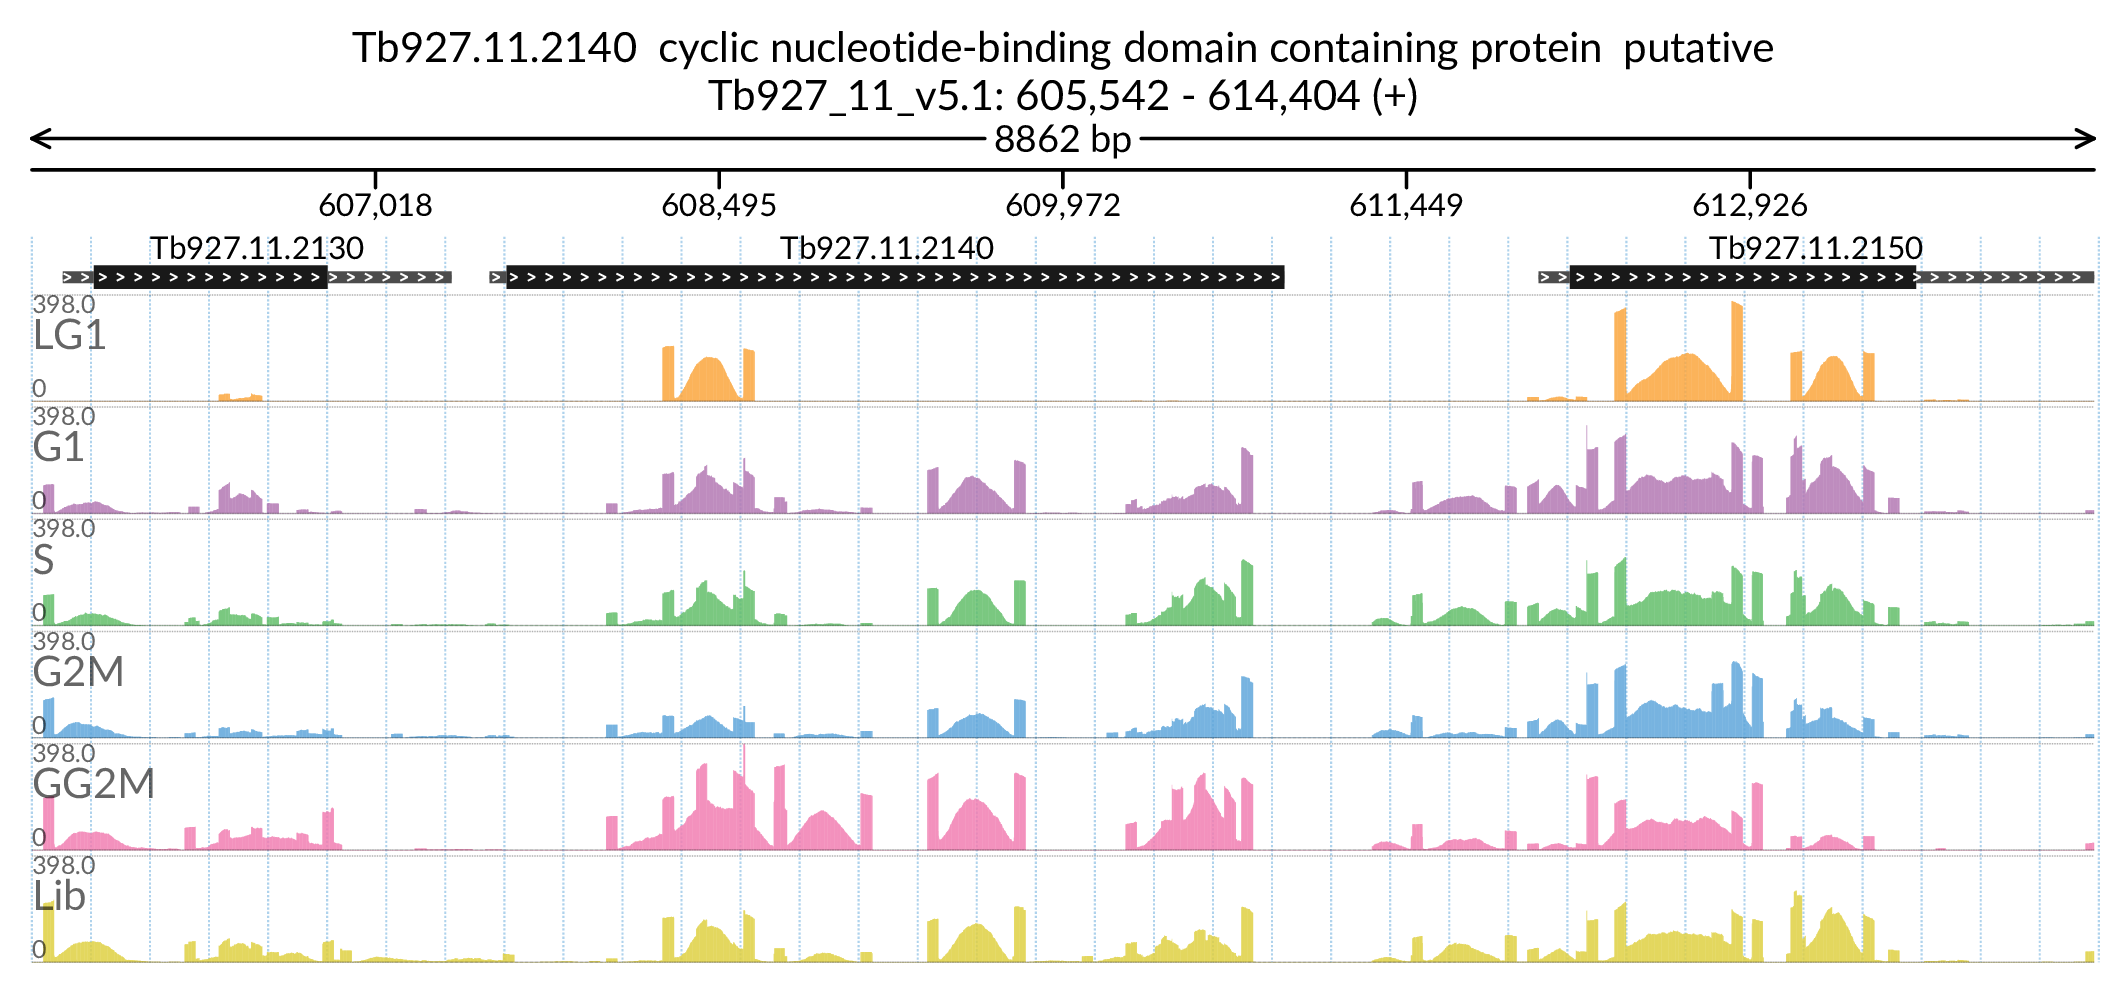 Tb927.11.2140  cyclic nucleotide-binding domain containing protein  putative
Tb927_11_v5.1: 605,542 - 614,404 (+)
8862 bp
607,018 608,495 609,972 611,449 612,926
Tb927.11.2130 Tb927.11.2140 Tb927.11.2150
398.0
LG1
0
398.0
G1
0
398.0
S
0
398.0
G2M
0
398.0
GG2M
0
398.0
Lib
0